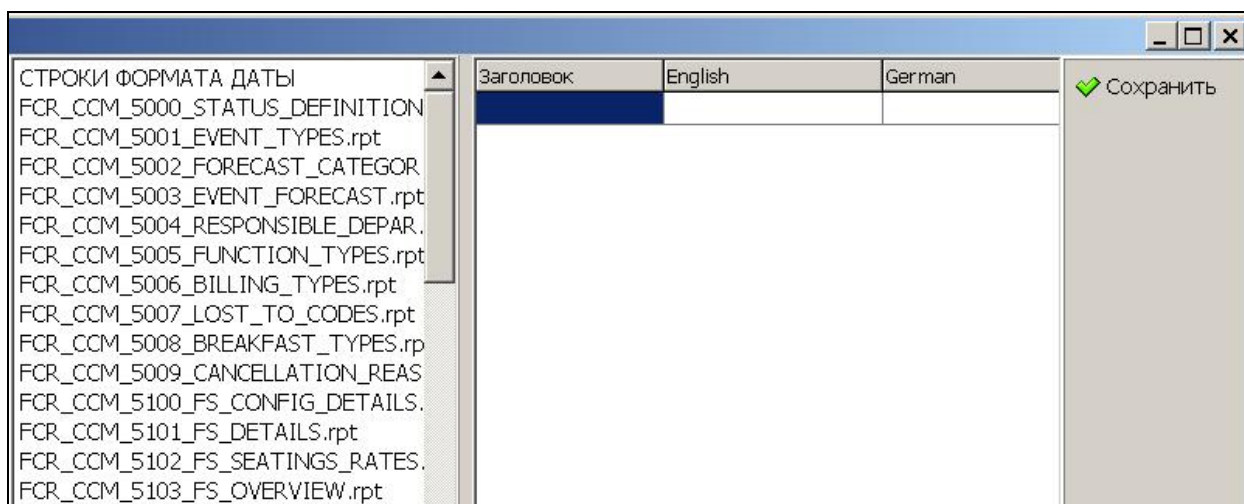 СТРОКИ ФОРМАТА ДАТЫ
FCR_CCM_5000_STATUS_DEFINITION
FCR_CCM_5001_EVENT_TYPES.rpt
FCR_CCM_5002_FORECAST_CATEGOR
FCR_CCM_5003_EVENT_FORECAST.rpt
FCR_CCM_5004_RESPONSIBLE_DEPAR.
FCR_CCM_5005_FUNCTION_TYPES.rpt
FCR_CCM_5006_BILLING_TYPES.rpt
FCR_CCM_5007_LOST_TO_CODES.rpt
FCR_CCM_5008_BREAKFAST_TYPES.rp
FCR_CCM_5009_CANCELLATION_REAS
FCR_CCM_5100_FS_CONFIG_DETAILS.
FCR_CCM_5101_FS_DETAILS.rpt
FCR_CCM_5102_FS_SEATINGS_RATES.
FCR_CCM_5103_FS_OVERVIEW.rpt
Заголовок English German
Сохранить